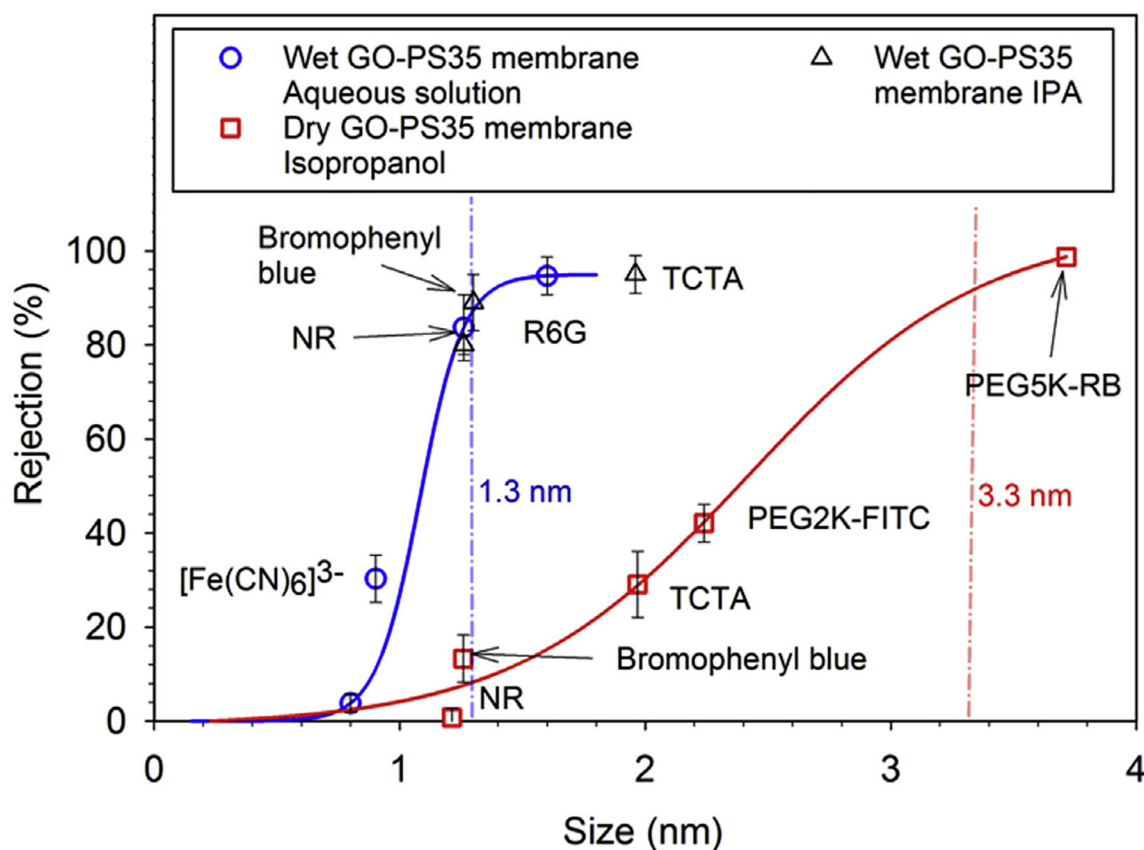 Wet GO-PS35 membrane
Aqueous solution
Dry GO-PS35 membrane
Isopropanol
Wet GO-PS35
membrane IPA
Rejection (%)
100
80
60
40
20
0
Bromophenyl
blue
NR
TCTA
R6G
PEG5K-RB
1.3 nm
3.3 nm
PEG2K-FITC
[Fe(CN)6]3-
TCTA
Bromophenyl blue
NR
0 1 2 3 4
Size (nm)